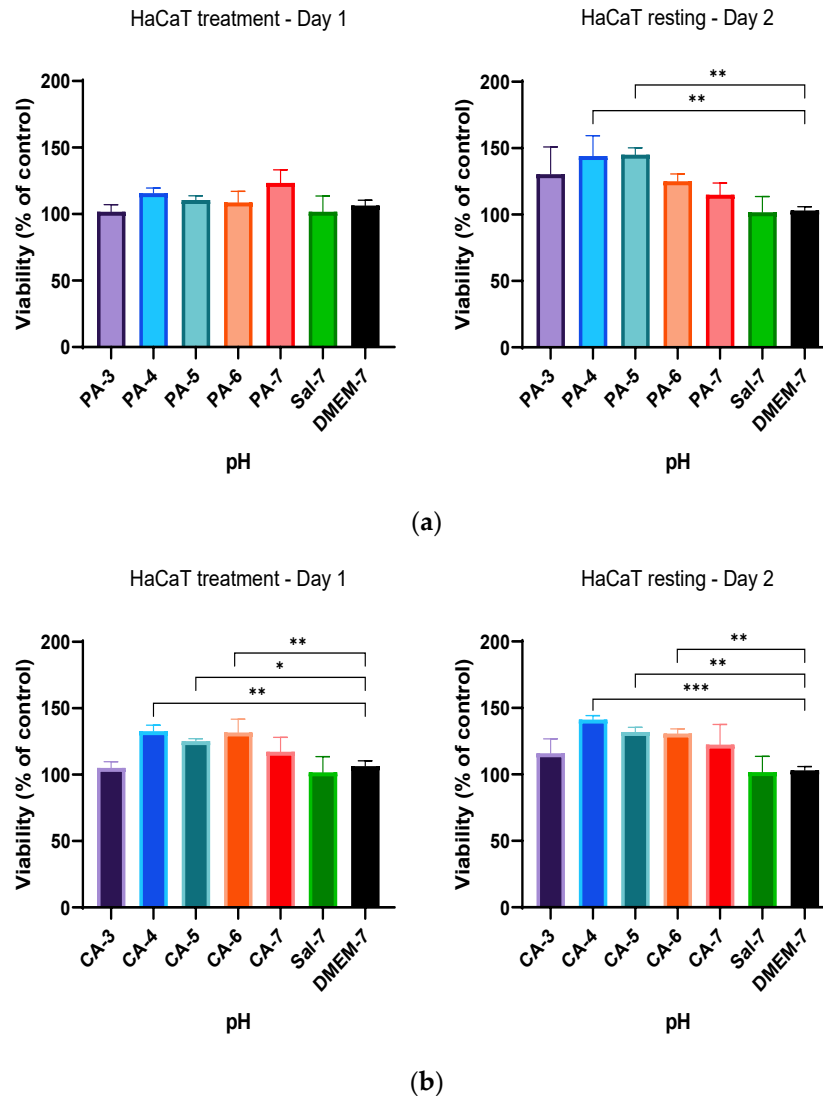 HaCaT treatment - Day 1
Viability (% of control)
200
150
100
50
0
PA-3
PA-4
PA-5
PA-6
PA-7
Sal-7
DMEM-7
pH
HaCaT resting - Day 2
Viability (% of control)
200
150
100
50
0
**
**
PA-3
PA-4
PA-5
PA-6
PA-7
Sal-7
DMEM-7
pH
(a)
HaCaT treatment - Day 1
Viability (% of control)
200
150
100
50
0
**
*
**
CA-3
CA-4
CA-5
CA-6
CA-7
Sal-7
DMEM-7
pH
HaCaT resting - Day 2
Viability (% of control)
200
150
100
50
0
**
**
***
CA-3
CA-4
CA-5
CA-6
CA-7
Sal-7
DMEM-7
pH
(b)